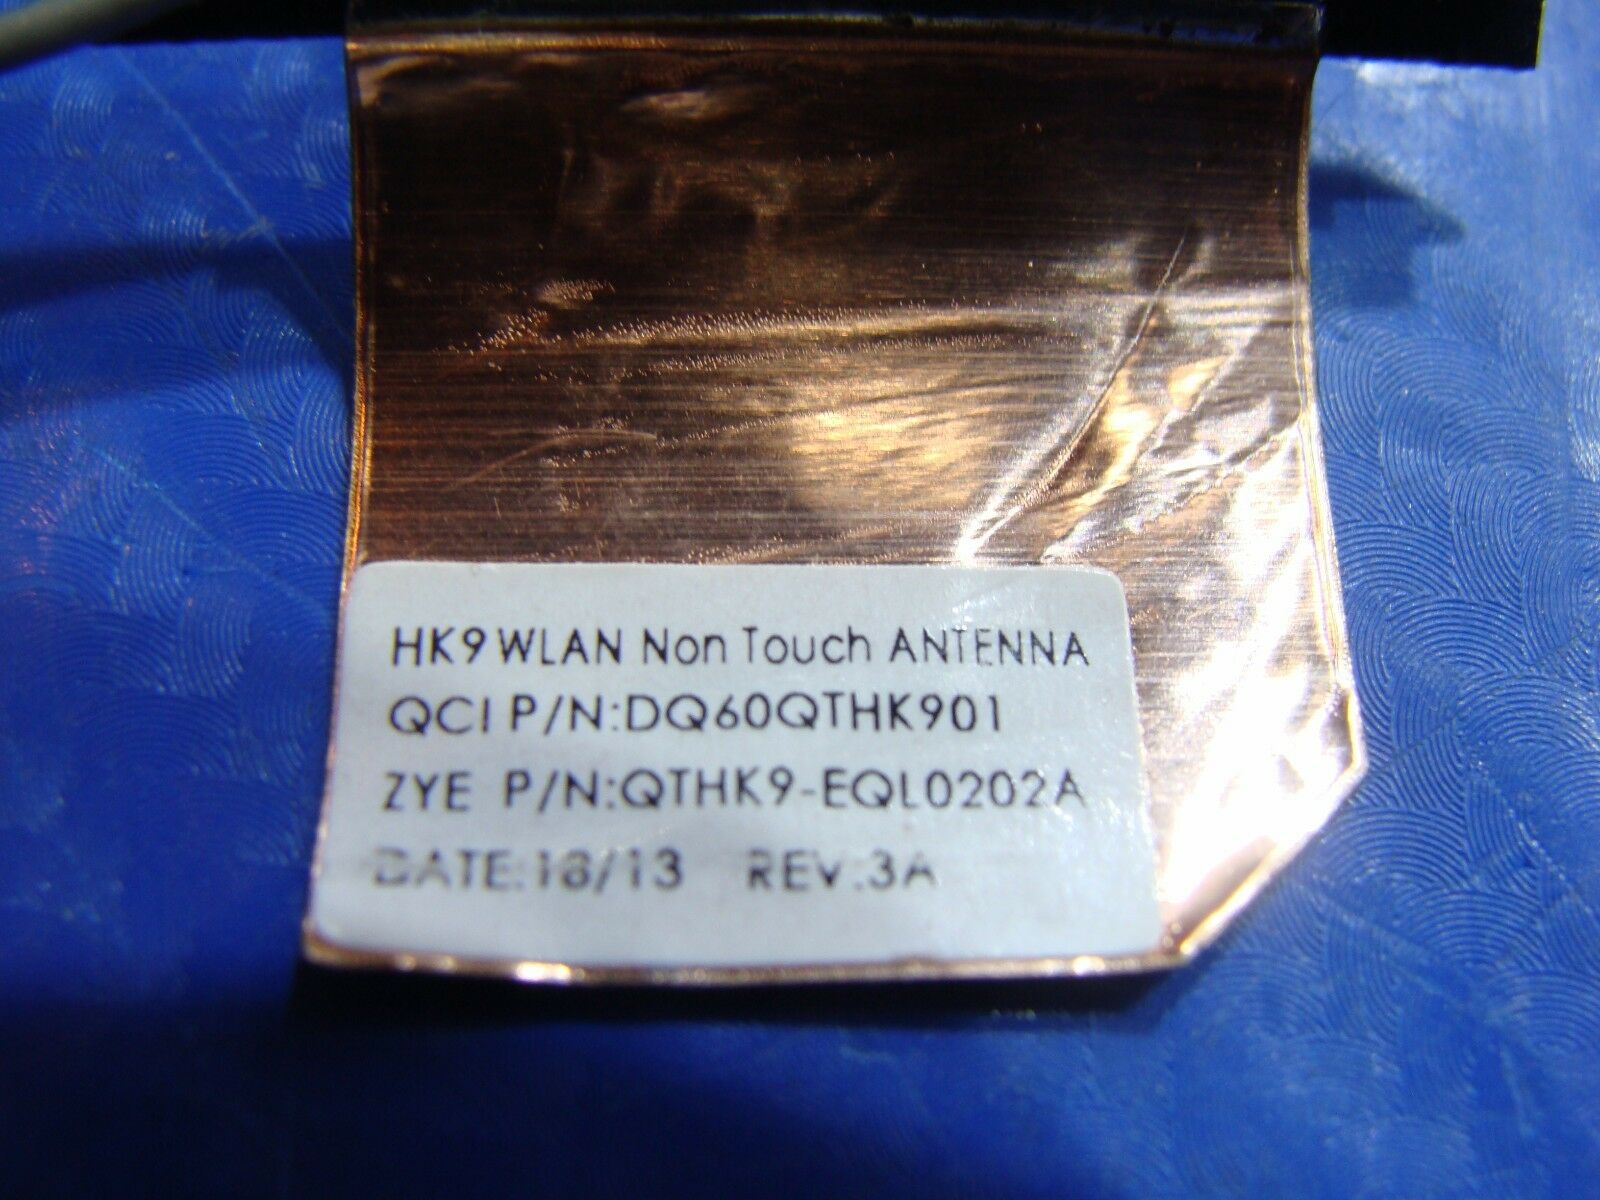 HK9 WLAN Non Touch ANTENNA
QCI P/N:DQ60QTHK901
ZYE P/N:QTHK9-EQL0202A
DATE:18/13 REV:3A